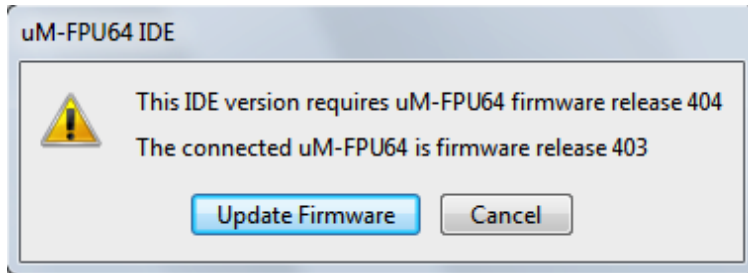 uM-FPU64 IDE
This IDE version requires uM-FPU64 firmware release 404
The connected uM-FPU64 is firmware release 403
Update Firmware
Cancel